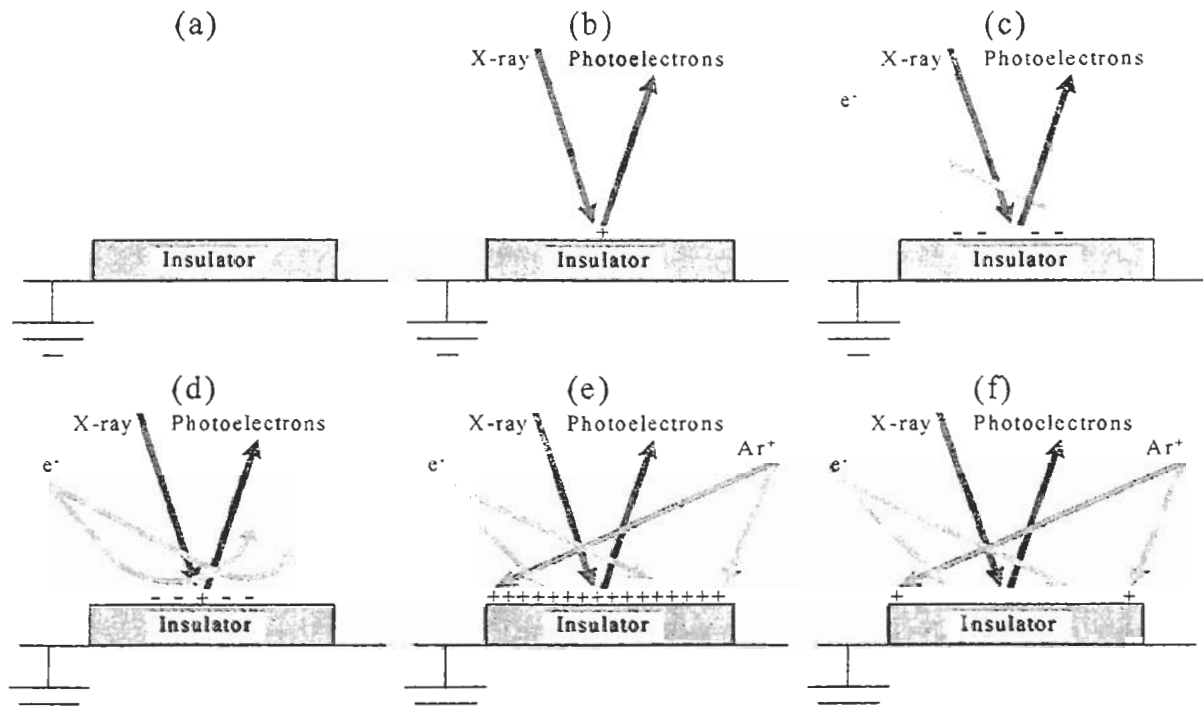 (a)
(b)
(c)
X-ray Photoelectrons
X-ray Photoelectrons
e⁻
+
- - - -
Insulator
Insulator
Insulator
(d)
(e)
(f)
X-ray Photoelectrons
X-ray Photoelectrons
X-ray Photoelectrons
Ar⁺
Ar⁺
e⁻
e⁻
e⁻
- - + - -
++++++++++++++++
+ +
Insulator
Insulator
Insulator